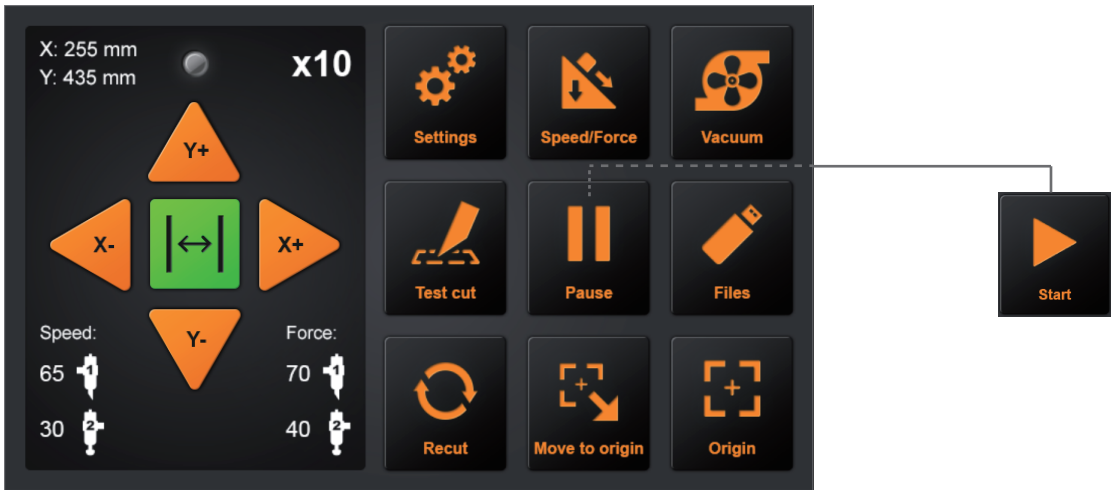 X: 255 mm
Y: 435 mm
x10
Y+
X-
X+
Y-
Speed:
Force:
65 1
70 1
30 2
40 2
Settings
Speed/Force
Vacuum
Test cut
Pause
Files
Recut
Move to origin
Origin
Start